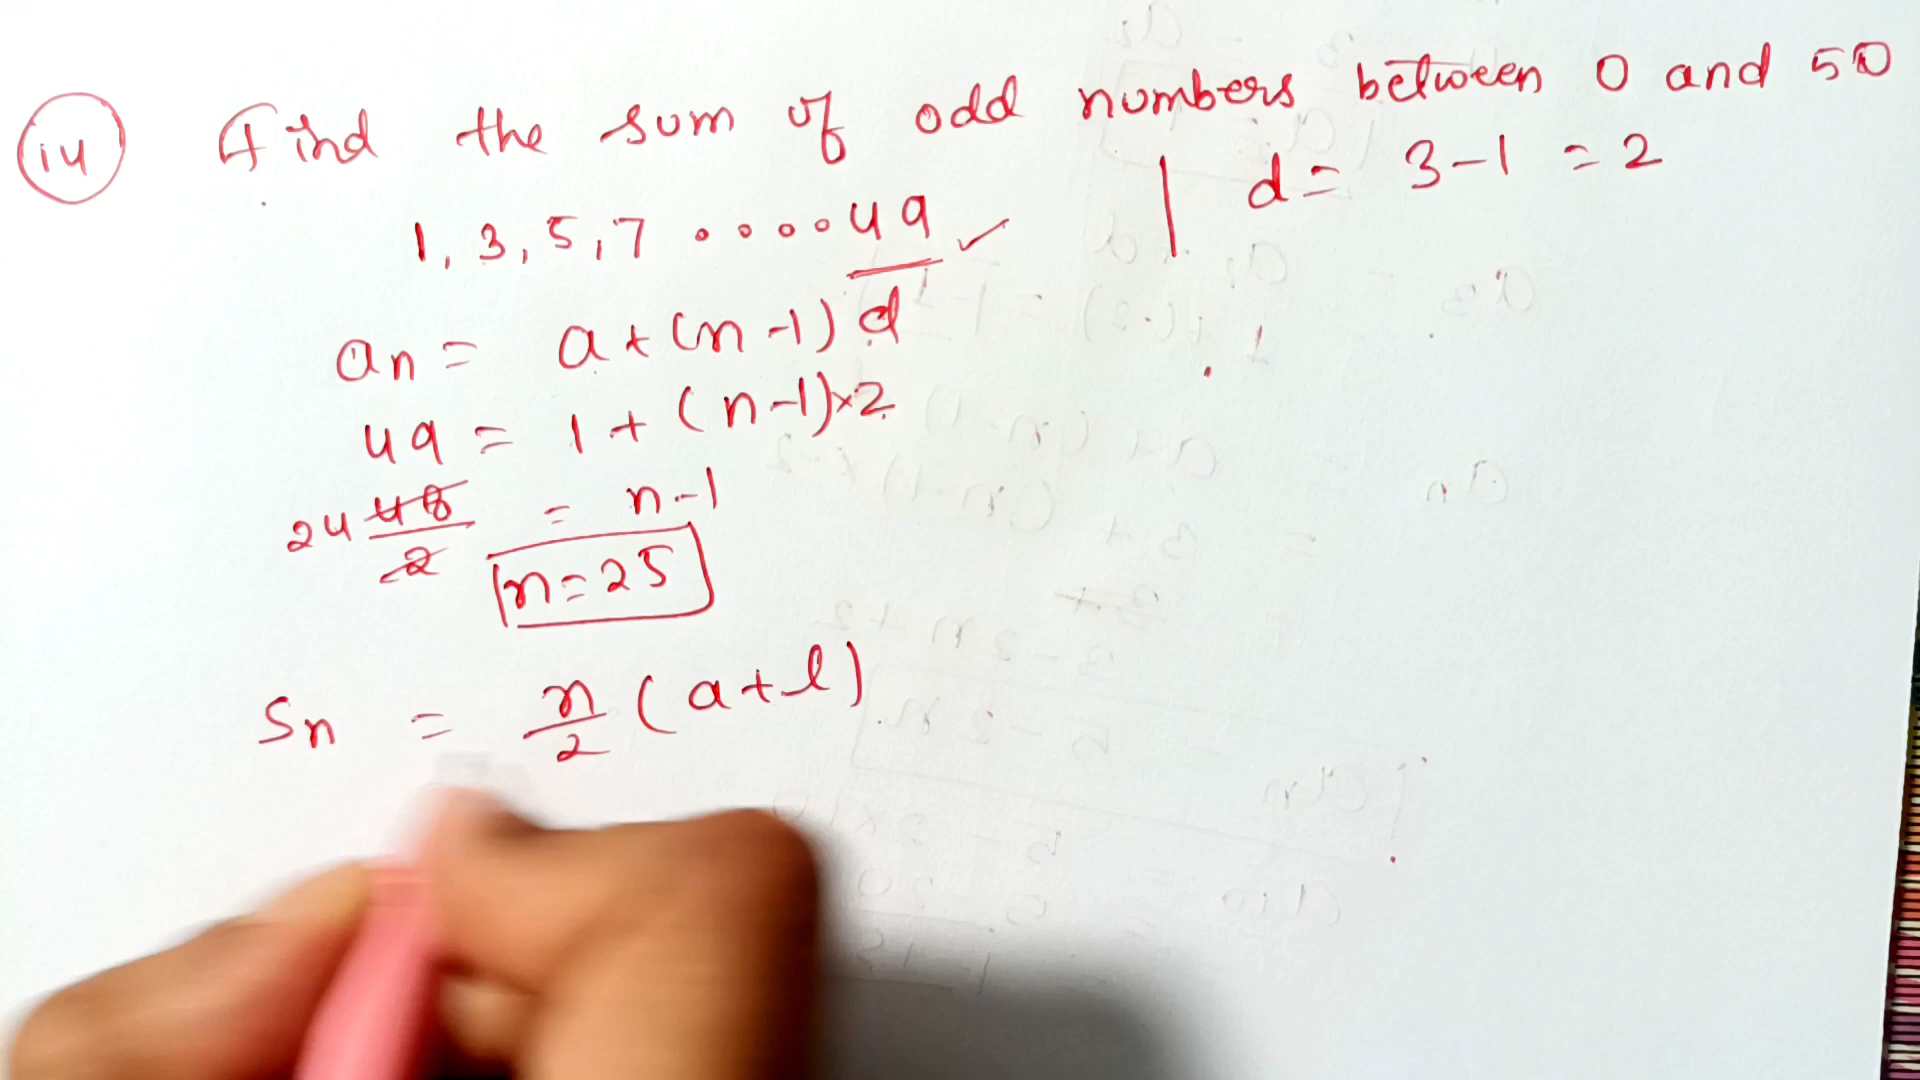 14 Find the sum of odd numbers between 0 and 50
1, 3, 5, 7 .... 49 ✓ | d = 3-1 = 2
an = a+(n-1)d
49 = 1+(n-1)×2
24 48/2 = n-1
n=25
Sn = n/2 (a+l)